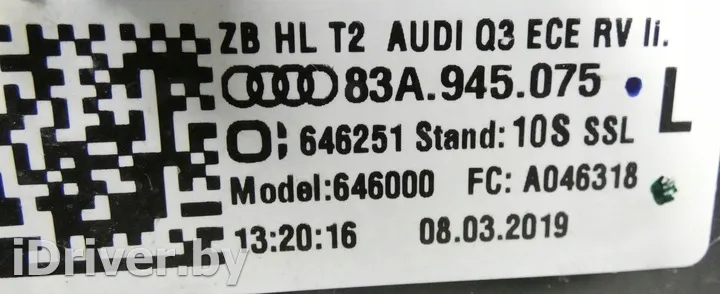 ZB HL T2 AUDI Q3 ECE RV li.
83A.945.075
L
646251 Stand: 10S SSL
Model:646000 FC: A046318
13:20:16 08.03.2019
iDriver.by